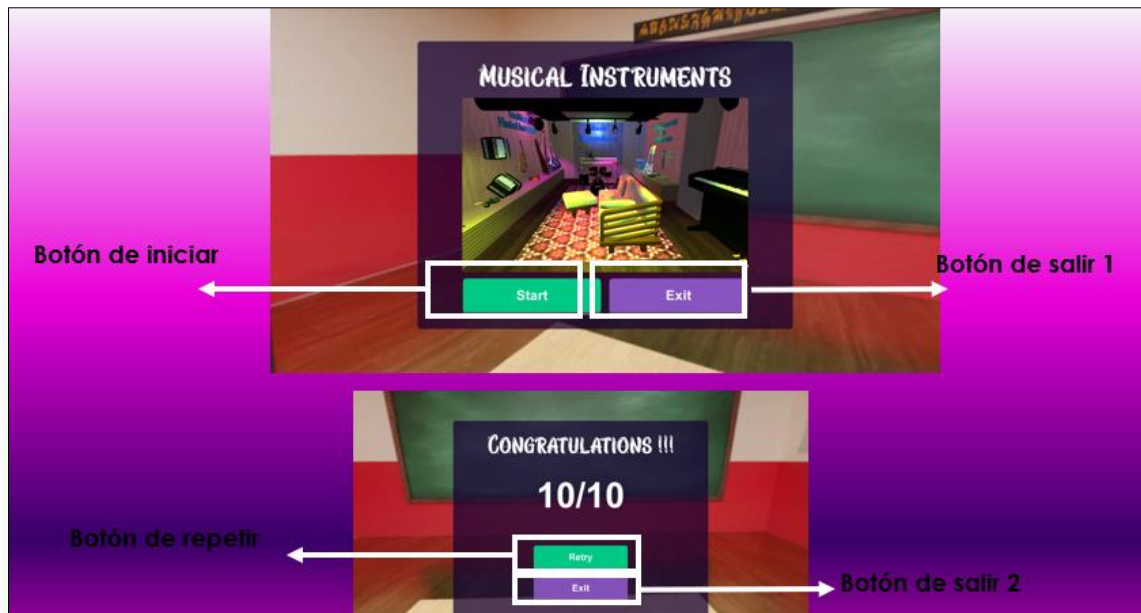 MUSICAL INSTRUMENTS
Botón de iniciar
Botón de salir 1
Start
Exit
CONGRATULATIONS !!!
10/10
Botón de repetir
Retry
Exit
Botón de salir 2